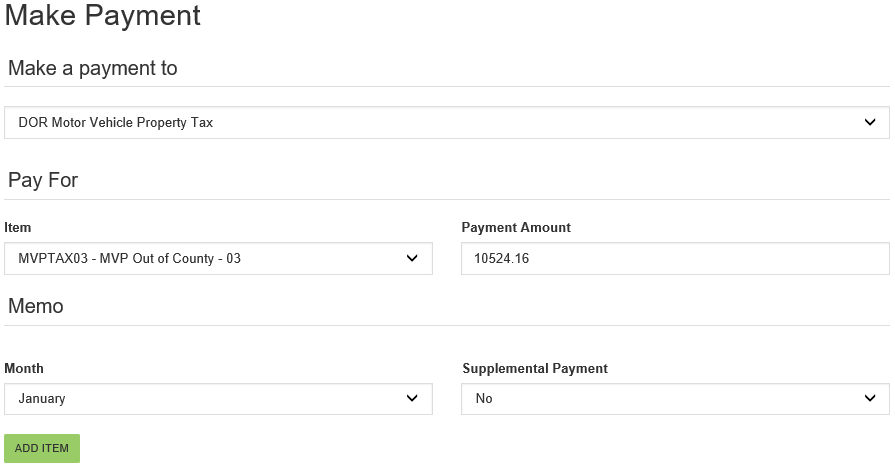 Make Payment
Make a payment to
DOR Motor Vehicle Property Tax
Pay For
Item
Payment Amount
MVPTAX03 - MVP Out of County - 03
10524.16
Memo
Month
Supplemental Payment
January
No
ADD ITEM